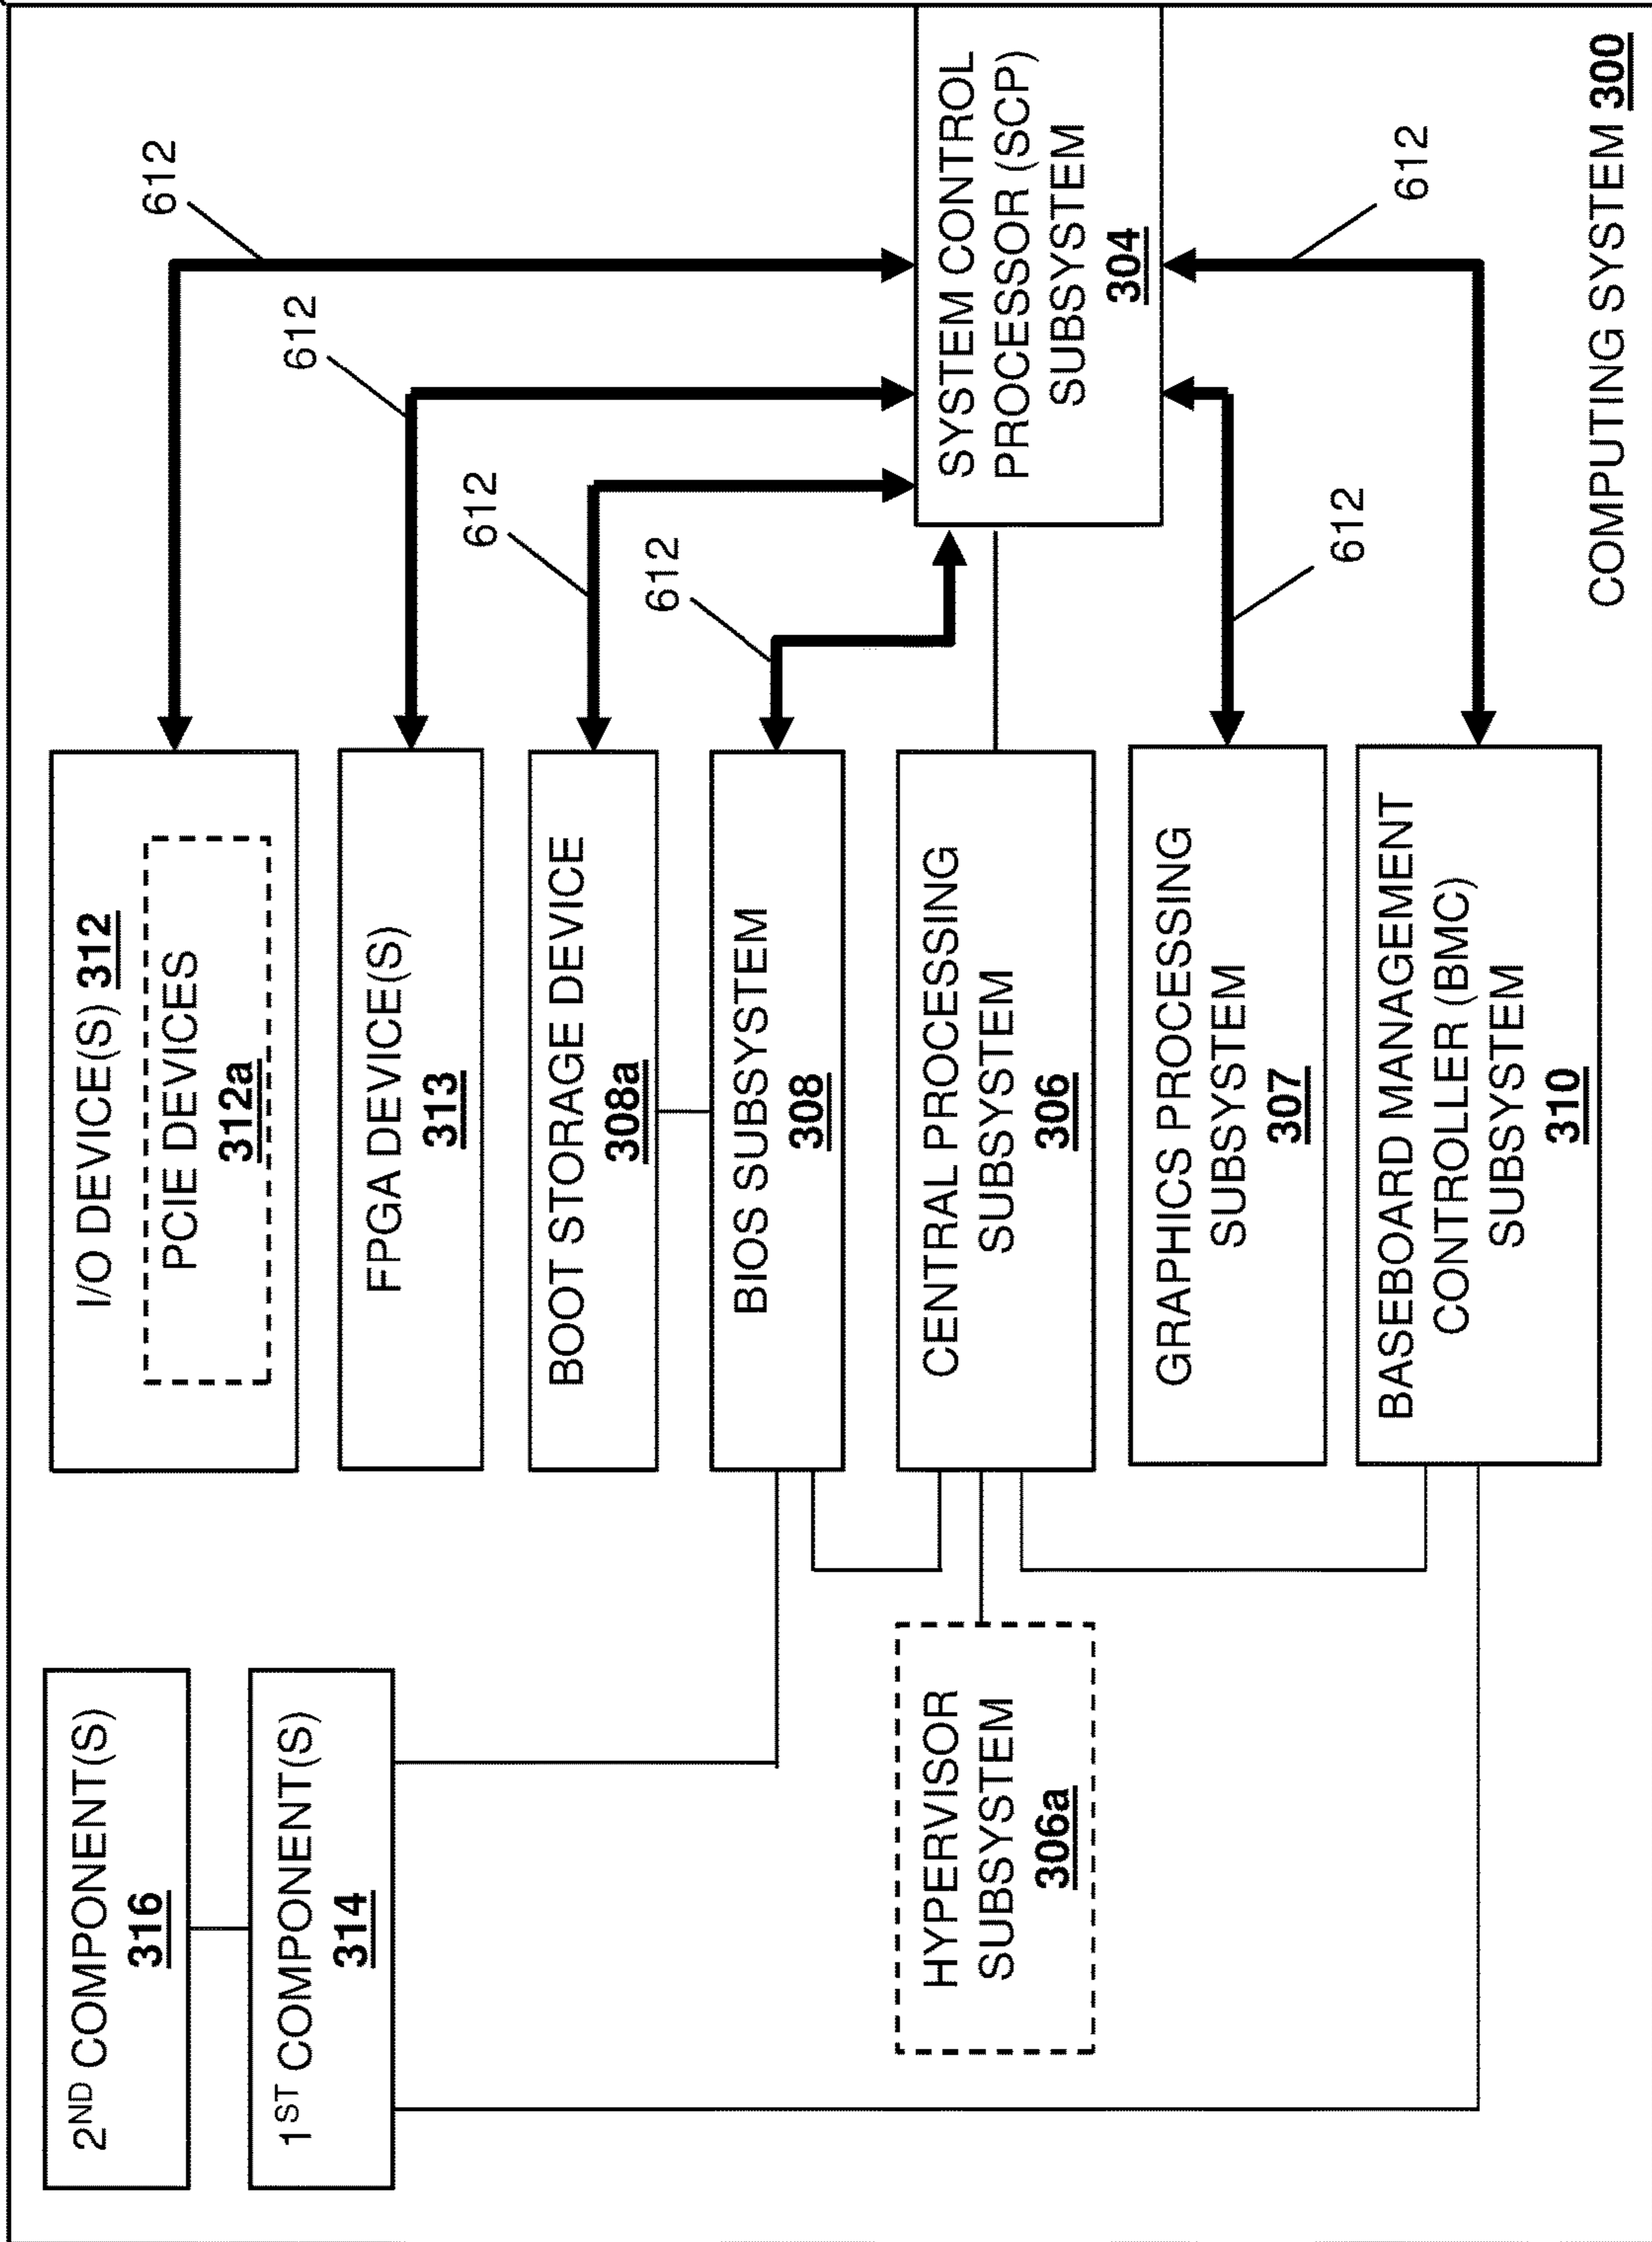 2ND COMPONENT(S)
316
1ST COMPONENT(S)
314
HYPERVISOR
SUBSYSTEM
306a
I/O DEVICE(S) 312
PCIE DEVICES
312a
FPGA DEVICE(S)
313
BOOT STORAGE DEVICE
308a
BIOS SUBSYSTEM
308
CENTRAL PROCESSING
SUBSYSTEM
306
GRAPHICS PROCESSING
SUBSYSTEM
307
BASEBOARD MANAGEMENT
CONTROLLER (BMC)
SUBSYSTEM
310
612
612
612
612
612
612
SYSTEM CONTROL
PROCESSOR (SCP)
SUBSYSTEM
304
COMPUTING SYSTEM 300